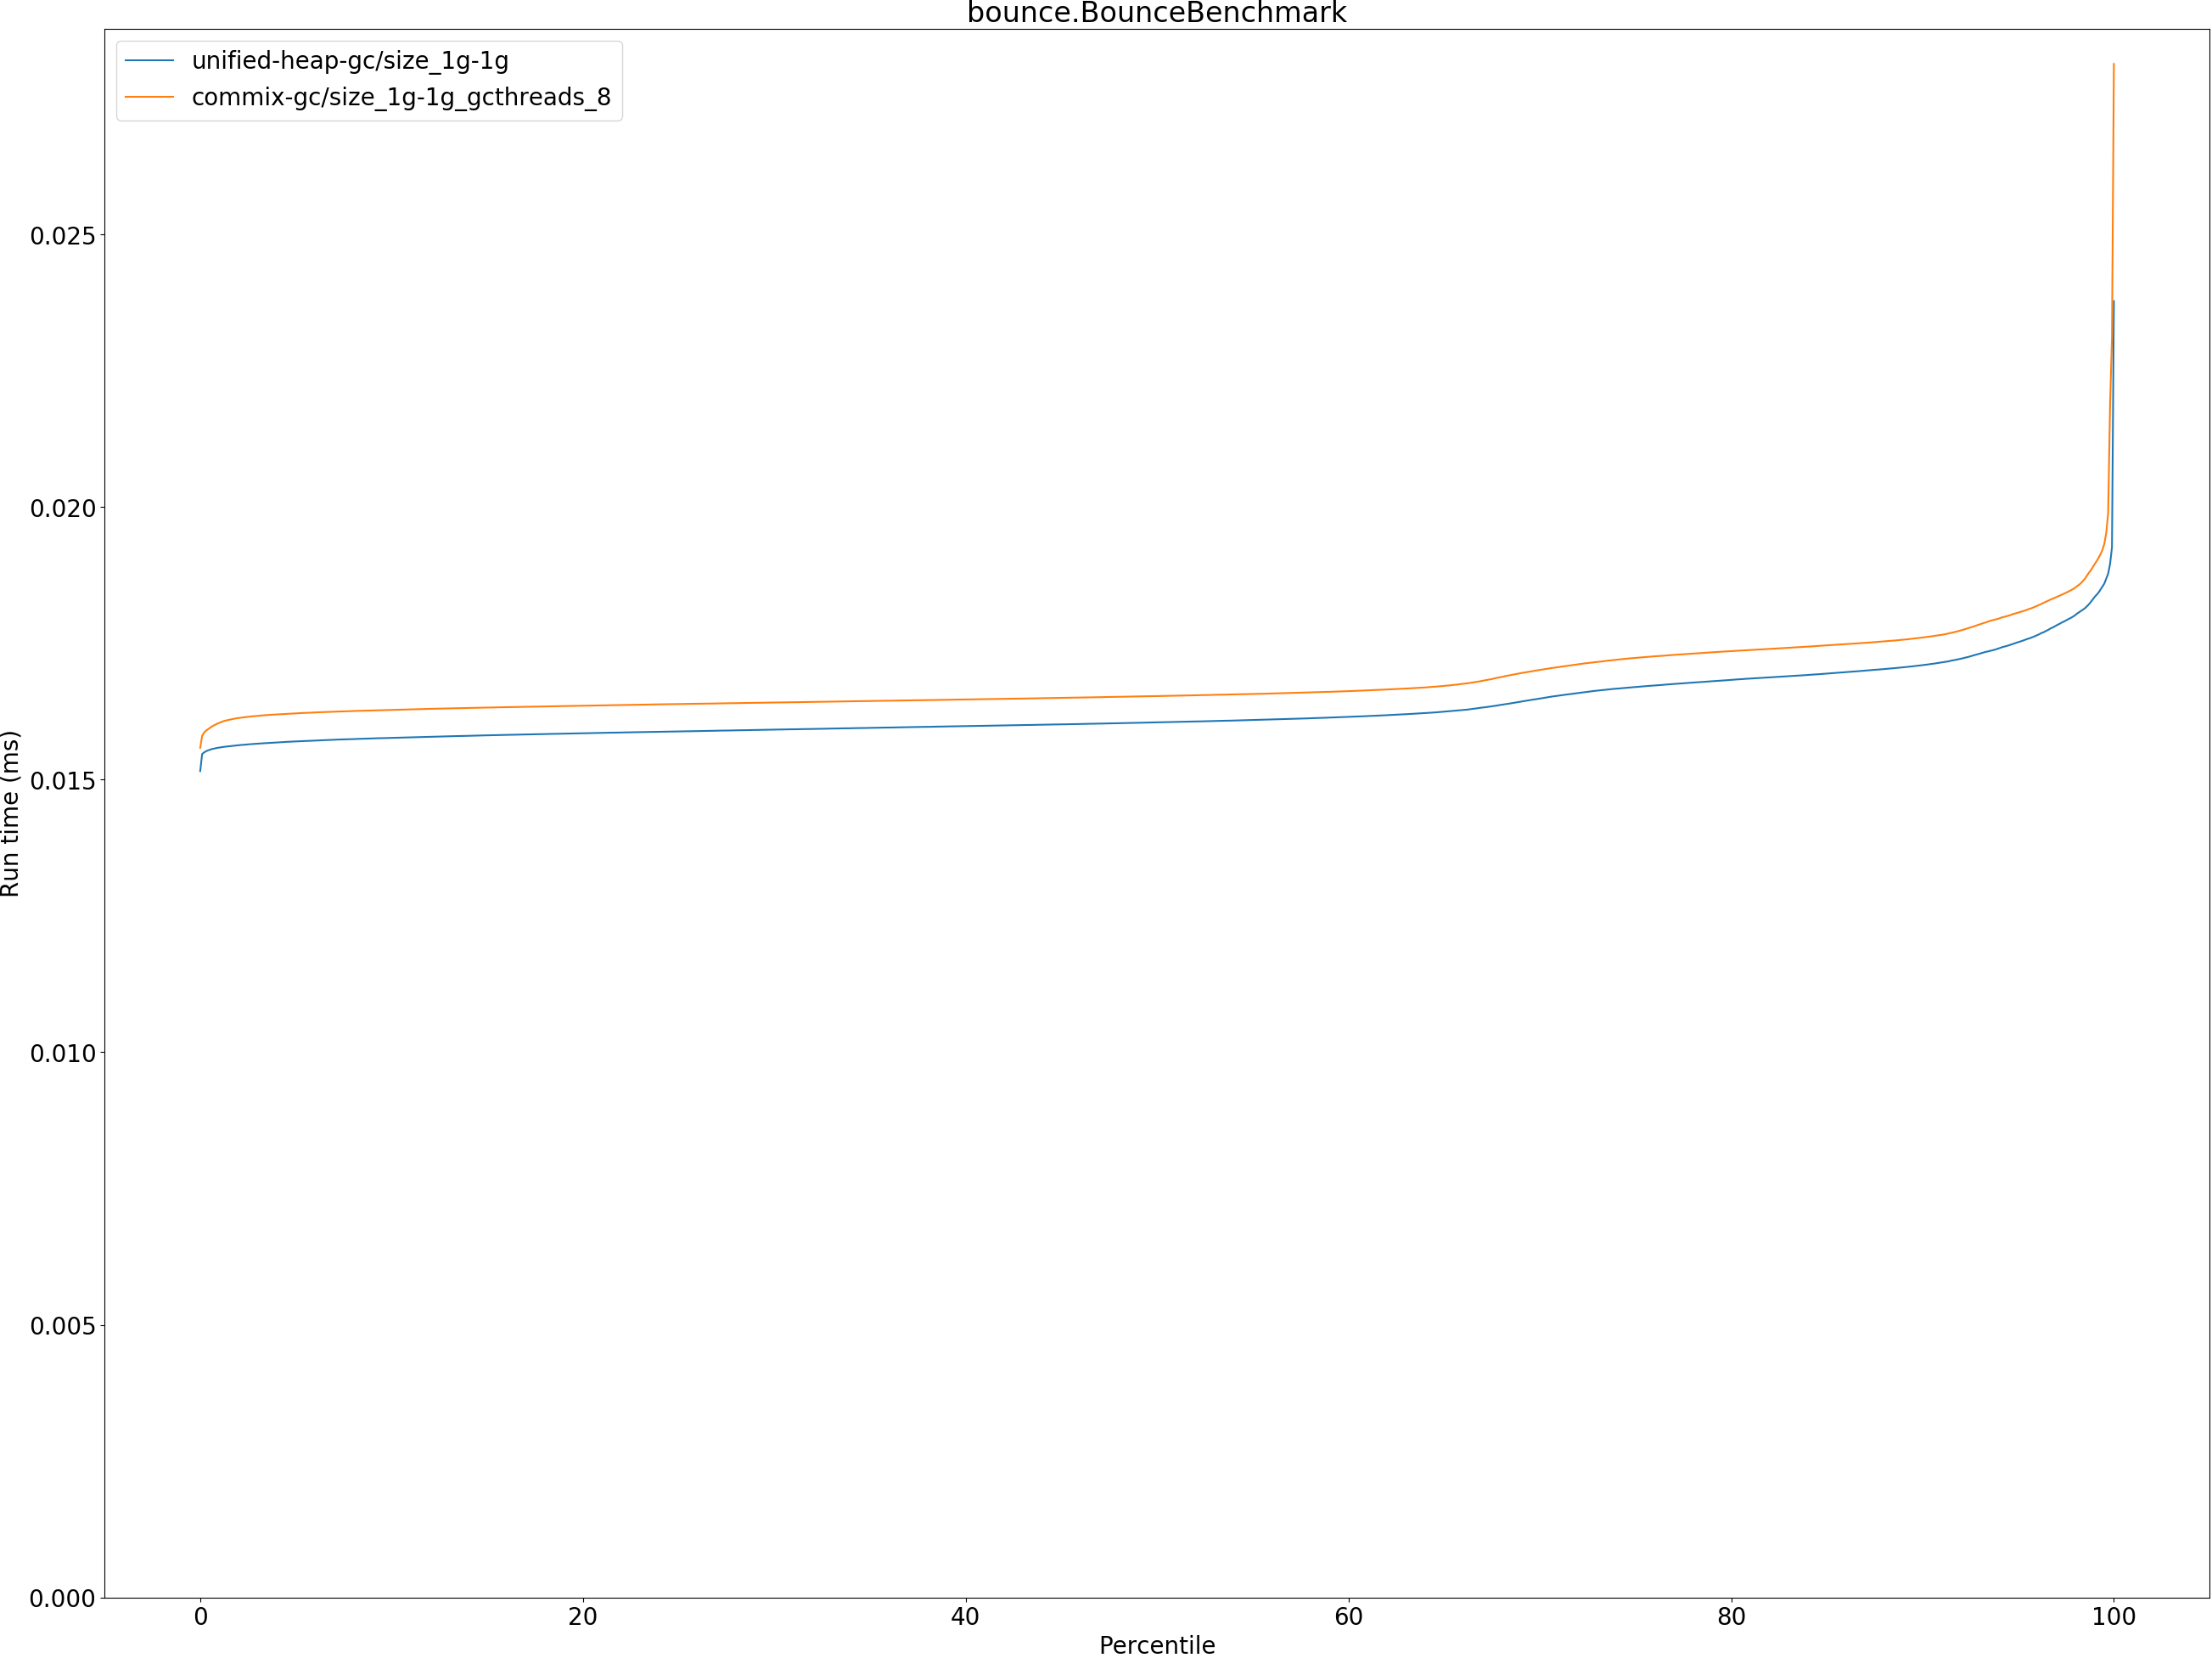 bounce.BounceBenchmark
unified-heap-gc/size_1g-1g
commix-gc/size_1g-1g_gcthreads_8
0.025
0.020
0.015
0.010
0.005
0.000
Run time (ms)
0 20 40 60 80 100
Percentile